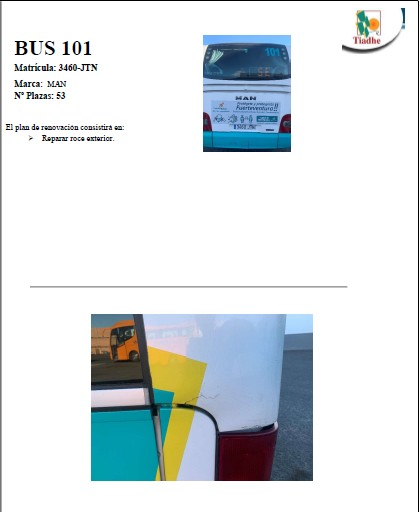 Tiadhe
BUS 101
Matrícula: 3460-JTN
Marca: MAN
Nº Plazas: 53
101
MAN
Fuerteventura!!
El plan de renovación consistirá en:
➢ Reparar roce exterior.